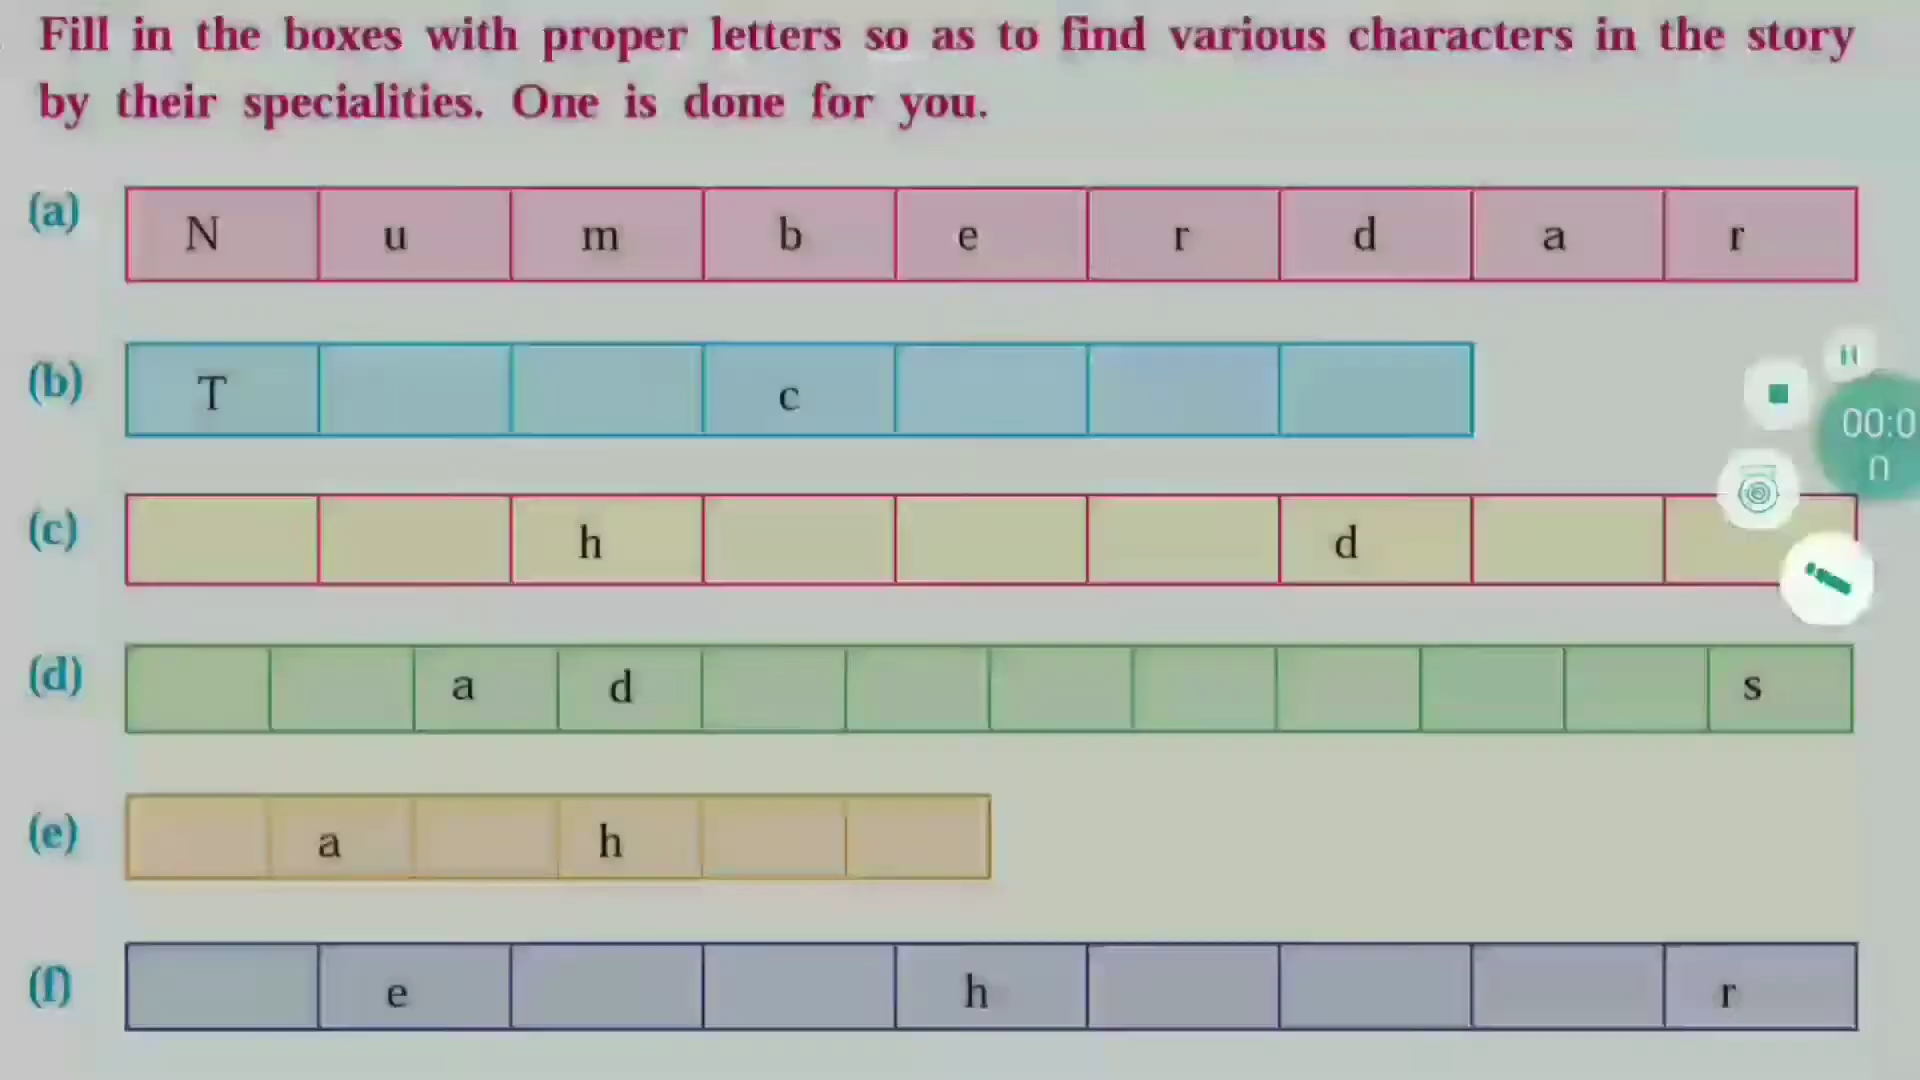 Fill in the boxes with proper letters so as to find various characters in the story
by their specialities. One is done for you.
(a) N u m b e r d a r
(b) T c
00:0
(c) h d
(d) a d s
(e) a h
(f) e h r